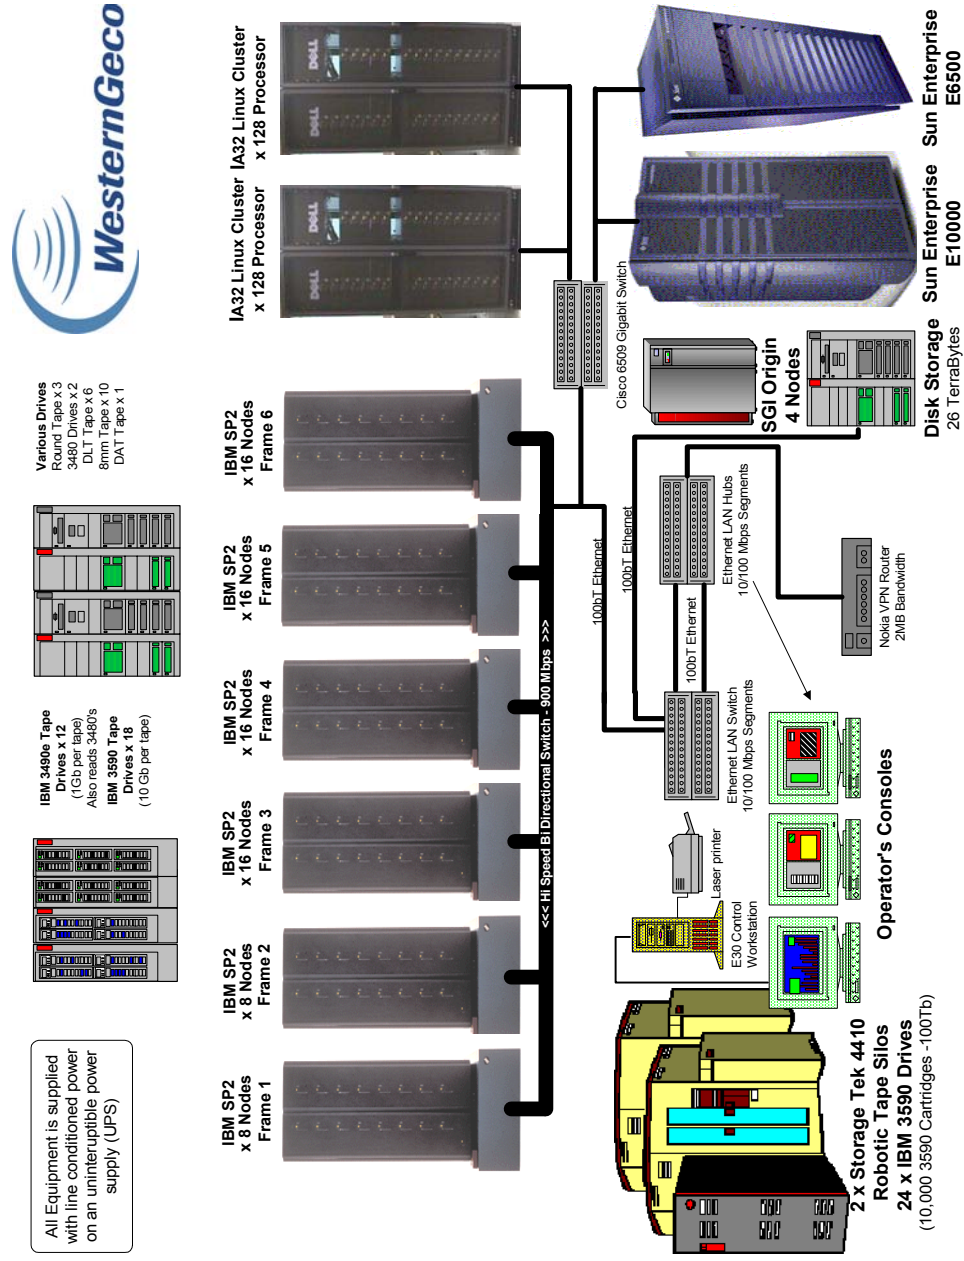 All Equipment is supplied
with line conditioned power
on an uninteruptible power
supply (UPS)
IBM 3490e Tape
Drives x 12
(1Gb per tape)
Also reads 3480's
IBM 3590 Tape
Drives x 18
(10 Gb per tape)
Various Drives
Round Tape x 3
3480 Drives x 2
DLT Tape x 6
8mm Tape x 10
DAT Tape x 1
WesternGeco
IBM SP2
x 8 Nodes
Frame 1
IBM SP2
x 8 Nodes
Frame 2
IBM SP2
x 16 Nodes
Frame 3
IBM SP2
x 16 Nodes
Frame 4
IBM SP2
x 16 Nodes
Frame 5
IBM SP2
x 16 Nodes
Frame 6
IA32 Linux Cluster
x 128 Processor
IA32 Linux Cluster
x 128 Processor
DELL
DELL
DELL
DELL
<<< Hi Speed Bi Directional Switch - 900 Mbps >>>
100bT Ethernet
100bT Ethernet
100bT Ethernet
Cisco 6509 Gigabit Switch
Laser printer
E30 Control
Workstation
Ethernet LAN Switch
10/100 Mbps Segments
Ethernet LAN Hubs
10/100 Mbps Segments
SGI Origin
4 Nodes
2 x Storage Tek 4410
Robotic Tape Silos
24 x IBM 3590 Drives
(10,000 3590 Cartridges -100Tb)
Operator's Consoles
Nokia VPN Router
2MB Bandwidth
Disk Storage
26 TerraBytes
Sun Enterprise
E10000
Sun Enterprise
E6500